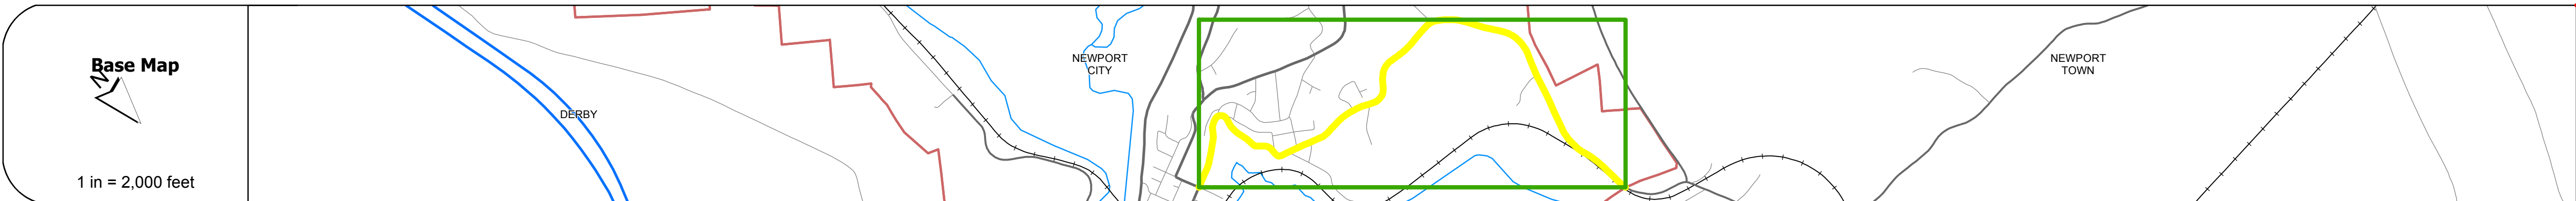 Base Map
N
1 in = 2,000 feet
DERBY
NEWPORT
CITY
NEWPORT
TOWN